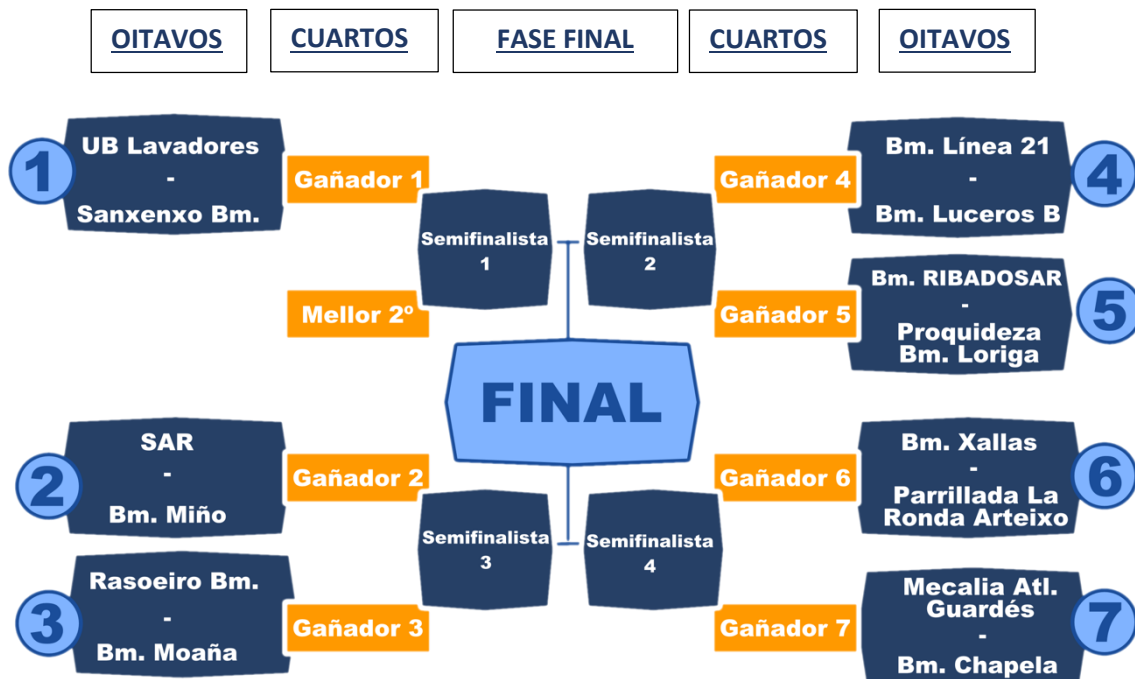 OITAVOS
CUARTOS
FASE FINAL
CUARTOS
OITAVOS
1
UB Lavadores
-
Sanxenxo Bm.
Gañador 1
Mellor 2º
Semifinalista
1
2
SAR
-
Bm. Miño
Gañador 2
3
Rasoeiro Bm.
-
Bm. Moaña
Gañador 3
Semifinalista
3
FINAL
Semifinalista
2
Gañador 4
Bm. Línea 21
-
Bm. Luceros B
4
Gañador 5
Bm. RIBADOSAR
-
Proquideza
Bm. Loriga
5
Semifinalista
4
Gañador 6
Bm. Xallas
-
Parrillada La
Ronda Arteixo
6
Gañador 7
Mecalia Atl.
Guardés
-
Bm. Chapela
7